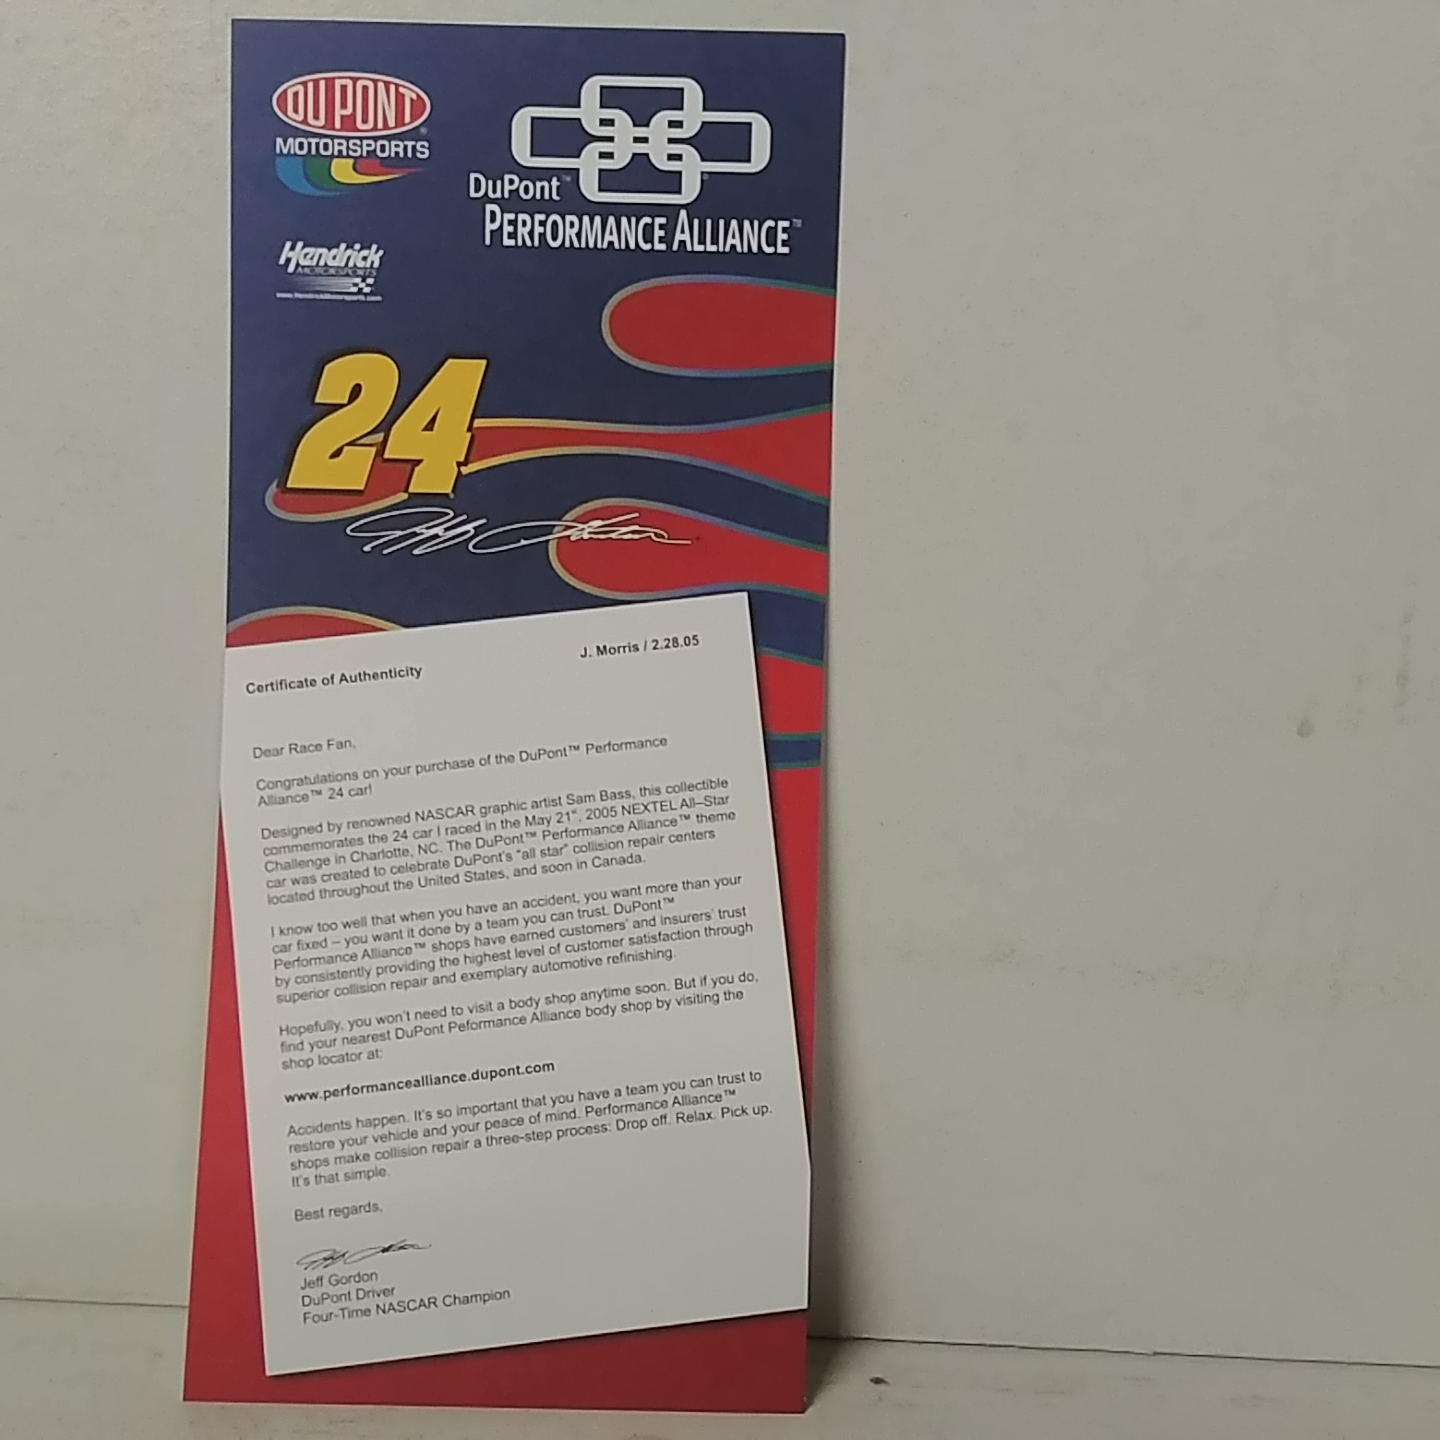 DU PONT
®
MOTORSPORTS
DuPont™
PERFORMANCE ALLIANCE™
Hendrick
MOTORSPORTS
www.HendrickMotorsports.com
24
Jeff Gordon
J. Morris / 2.28.05
Certificate of Authenticity
Dear Race Fan,
Congratulations on your purchase of the DuPont™ Performance
Alliance™ 24 car!
Designed by renowned NASCAR graphic artist Sam Bass, this collectible
commemorates the 24 car I raced in the May 21st, 2005 NEXTEL All–Star
Challenge in Charlotte, NC. The DuPont™ Performance Alliance™ theme
car was created to celebrate DuPont's "all star" collision repair centers
located throughout the United States, and soon in Canada.
I know too well that when you have an accident, you want more than your
car fixed – you want it done by a team you can trust. DuPont™
Performance Alliance™ shops have earned customers' and insurers' trust
by consistently providing the highest level of customer satisfaction through
superior collision repair and exemplary automotive refinishing.
Hopefully, you won't need to visit a body shop anytime soon. But if you do,
find your nearest DuPont Peformance Alliance body shop by visiting the
shop locator at:
www.performancealliance.dupont.com
Accidents happen. It's so important that you have a team you can trust to
restore your vehicle and your peace of mind. Performance Alliance™
shops make collision repair a three-step process: Drop off. Relax. Pick up.
It's that simple.
Best regards,
Jeff Gordon
Jeff Gordon
DuPont Driver
Four-Time NASCAR Champion